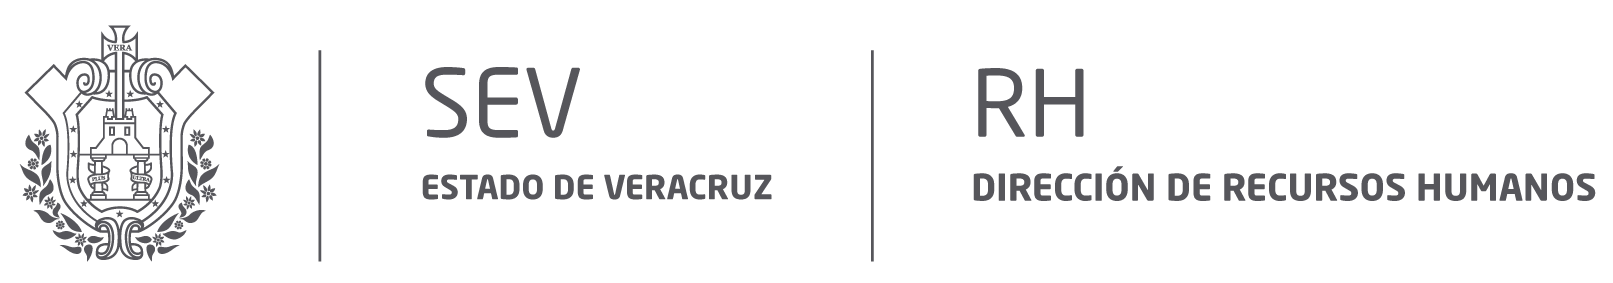 VERA
PLUS
ULTRA
SEV
ESTADO DE VERACRUZ
RH
DIRECCIÓN DE RECURSOS HUMANOS